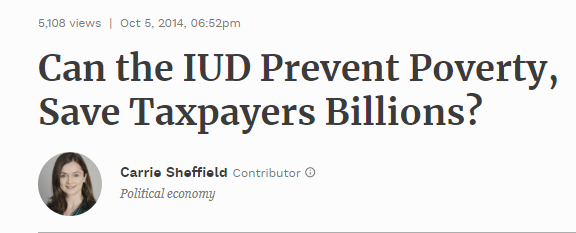 5,108 views | Oct 5, 2014, 06:52pm
Can the IUD Prevent Poverty,
Save Taxpayers Billions?
Carrie Sheffield Contributor ⓘ
Political economy